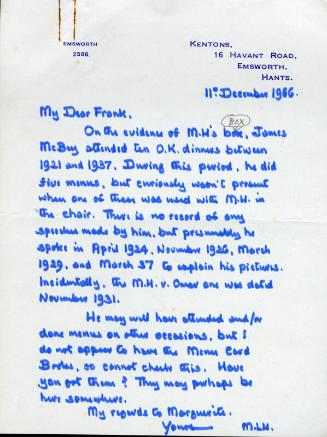 EMSWORTH
2586.
KENTONS,
16 HAVANT ROAD,
EMSWORTH,
HANTS.
11th December 1966.
My Dear Frank,
box
On the evidence of M.H's box, James
McBey attended ten O.K. dinners between
1921 and 1937. During this period, he did
five menus, but curiously wasn't present
when one of them was used with M.H. in
the chair. There is no record of any
speeches made by him, but presumably he
spoke in April 1924, November 1926, March
1929, and March 37 to explain his pictures.
Incidentally, the M.H. v. Omar one was dated
November 1931.
He may well have attended and/or
done menus on other occasions, but I
do not appear to have the Menu Card
Books, so cannot check this. Have
you got them? They may perhaps be
here somewhere.
My regards to Marguerite.
Yours
M.L.H.